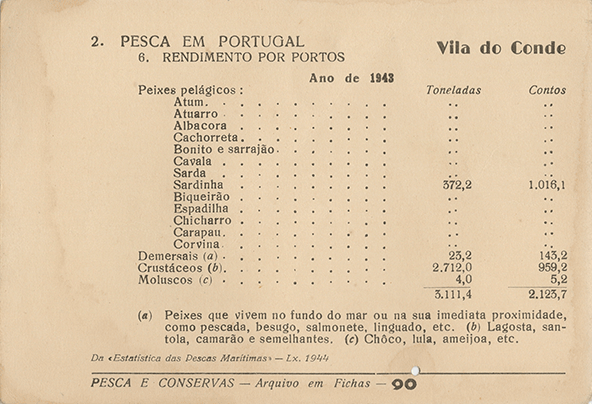 2. PESCA EM PORTUGAL
6. RENDIMENTO POR PORTOS
Vila do Conde
Ano de 1943
Peixes pelágicos : Toneladas Contos
Atum. . . . . . . . . . . .. ..
Atuarro . . . . . . . . . . .. ..
Albacora . . . . . . . . . . .. ..
Cachorreta. . . . . . . . . . .. ..
Bonito e sarrajão. . . . . . . .. ..
Cavala . . . . . . . . . . .. ..
Sarda . . . . . . . . . . .. ..
Sardinha . . . . . . . . . . 372,2 1.016,1
Biqueirão . . . . . . . . . . .. ..
Espadilha . . . . . . . . . . .. ..
Chicharro . . . . . . . . . . .. ..
Carapau. . . . . . . . . . . .. ..
Corvina . . . . . . . . . . .. ..
Demersais (a) . . . . . . . . . . 23,2 143,2
Crustáceos (b). . . . . . . . . . 2.712,0 959,2
Moluscos (c) . . . . . . . . . . 4,0 5,2
3.111,4 2.123,7
(a) Peixes que vivem no fundo do mar ou na sua imediata proximidade,
como pescada, besugo, salmonete, linguado, etc. (b) Lagosta, san-
tola, camarão e semelhantes. (c) Chôco, lula, ameijoa, etc.
Da «Estatística das Pescas Marítimas» — Lx. 1944
PESCA E CONSERVAS — Arquivo em Fichas — 90